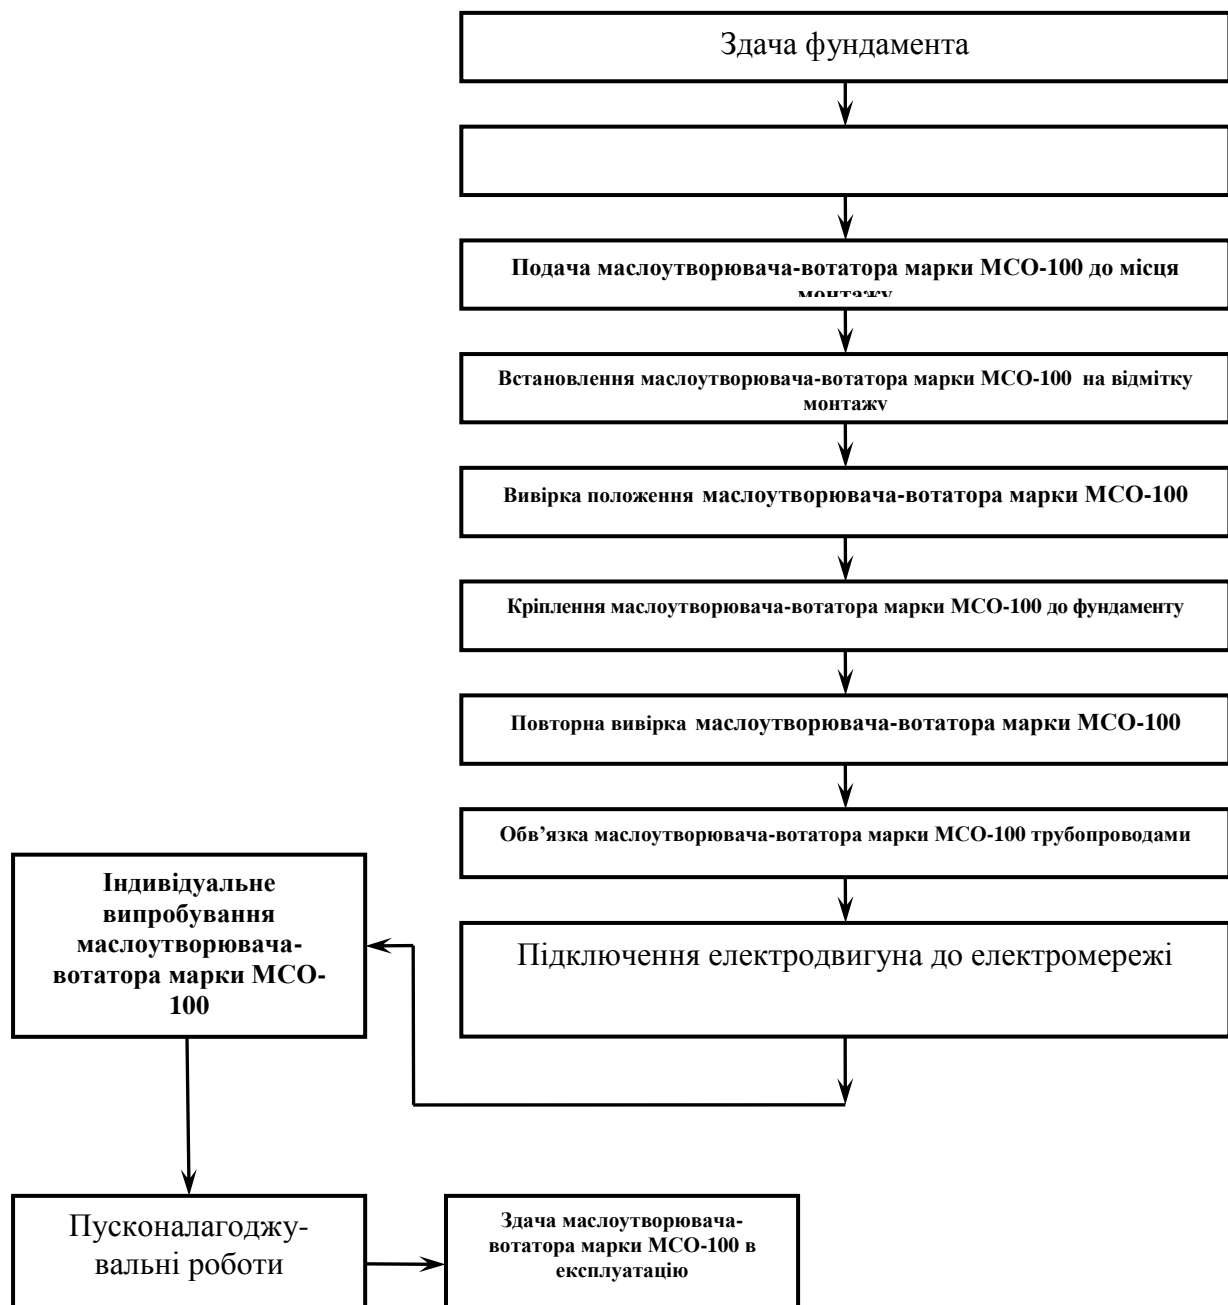 Здача фундамента
Подача маслоутворювача-вотатора марки МСО-100 до місця
монтажу
Встановлення маслоутворювача-вотатора марки МСО-100 на відмітку
монтажу
Вивірка положення маслоутворювача-вотатора марки МСО-100
Кріплення маслоутворювача-вотатора марки МСО-100 до фундаменту
Повторна вивірка маслоутворювача-вотатора марки МСО-100
Обв’язка маслоутворювача-вотатора марки МСО-100 трубопроводами
Підключення електродвигуна до електромережі
Індивідуальне
випробування
маслоутворювача-
вотатора марки МСО-
100
Пусконалагоджу-
вальні роботи
Здача маслоутворювача-
вотатора марки МСО-100 в
експлуатацію